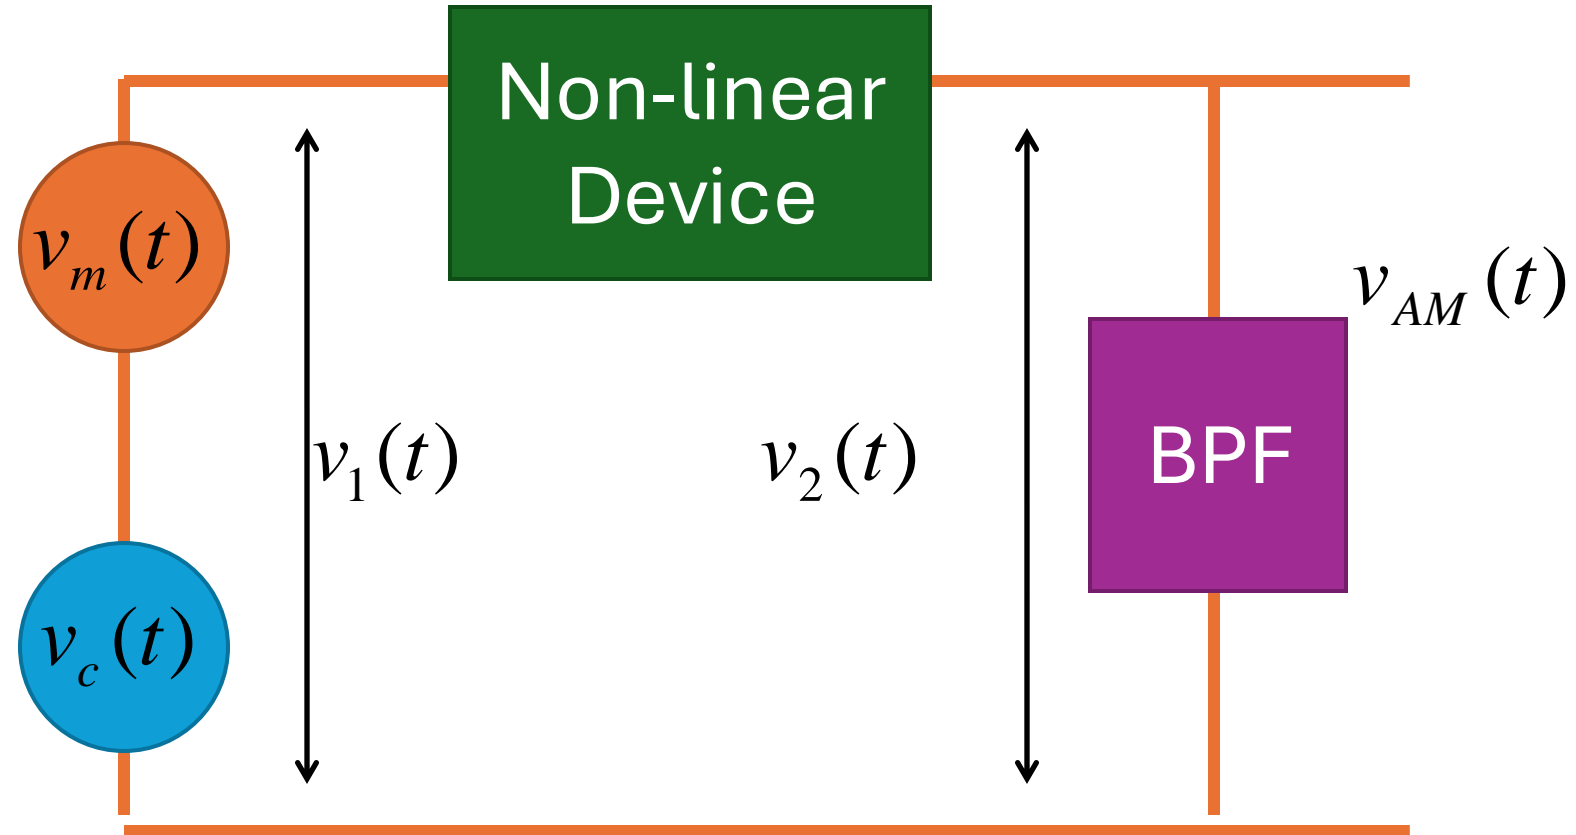 Non-linear
Device
v_m(t)
v_AM(t)
v_1(t)
v_2(t)
BPF
v_c(t)